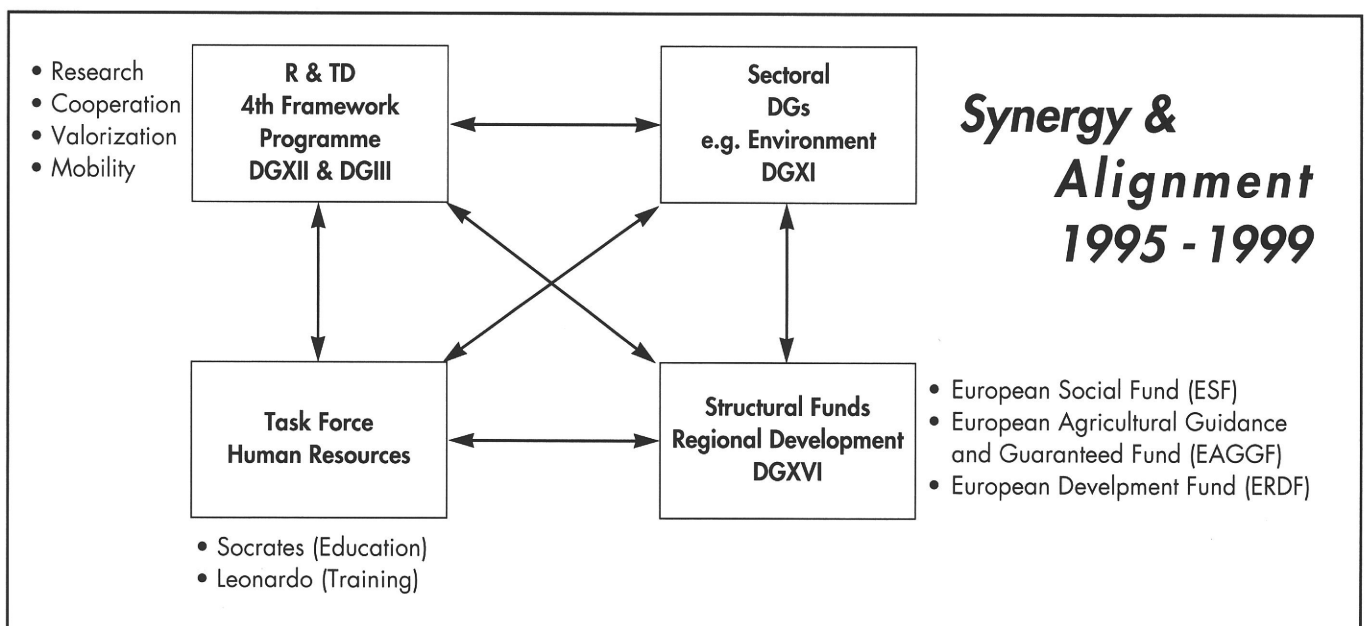 • Research
• Cooperation
• Valorization
• Mobility
R & TD
4th Framework
Programme
DGXII & DGIII
Sectoral
DGs
e.g. Environment
DGXI
Synergy &
Alignment
1995 - 1999
Task Force
Human Resources
Structural Funds
Regional Development
DGXVI
• European Social Fund (ESF)
• European Agricultural Guidance
and Guaranteed Fund (EAGGF)
• European Develpment Fund (ERDF)
• Socrates (Education)
• Leonardo (Training)